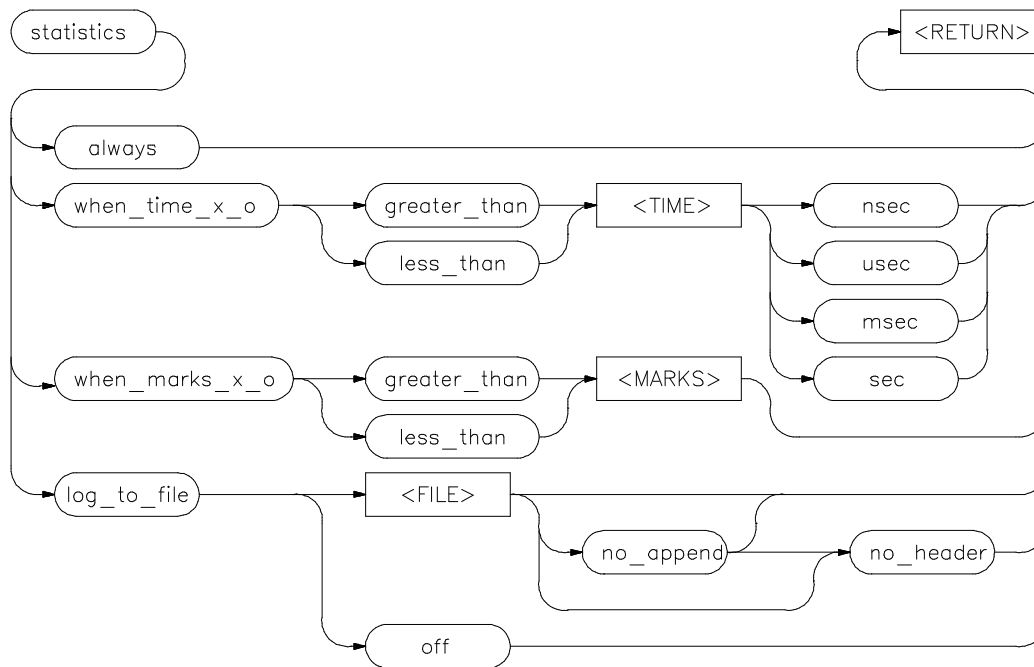 statistics
<RETURN>
always
when_time_x_o
greater_than
<TIME>
nsec
less_than
usec
msec
sec
when_marks_x_o
greater_than
<MARKS>
less_than
log_to_file
<FILE>
no_append
no_header
off